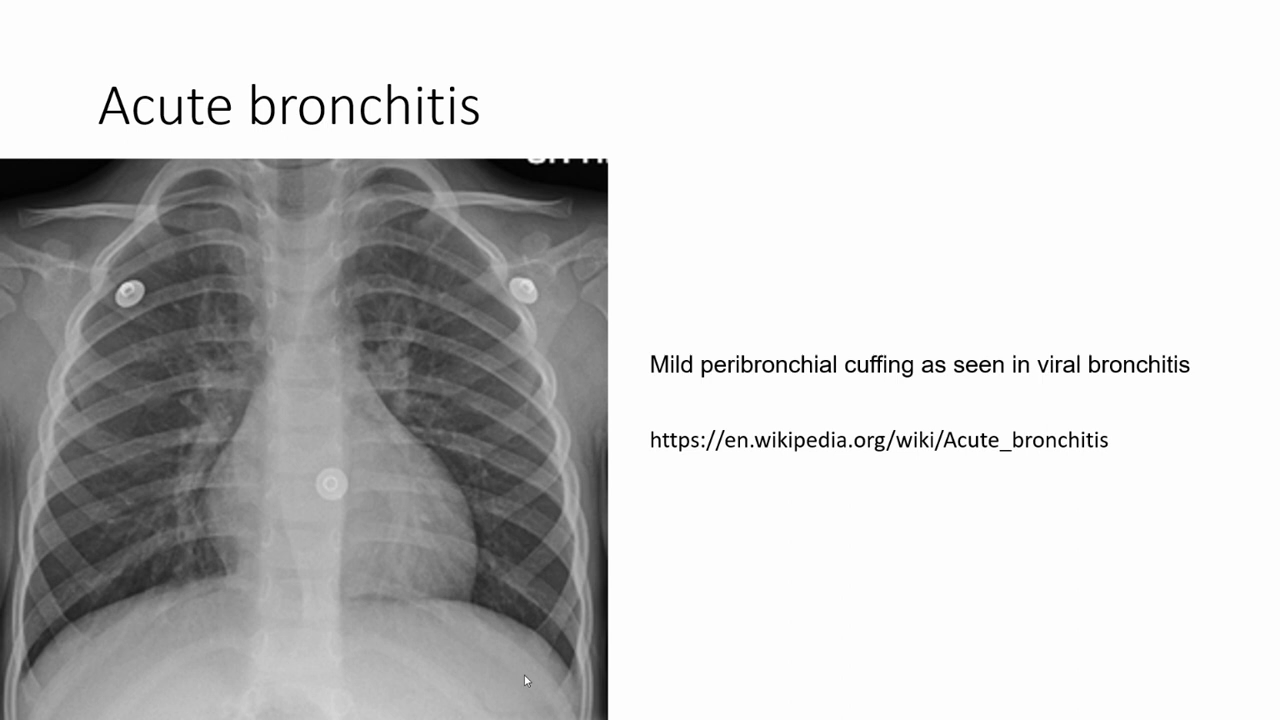 Acute bronchitis
Mild peribronchial cuffing as seen in viral bronchitis
https://en.wikipedia.org/wiki/Acute_bronchitis